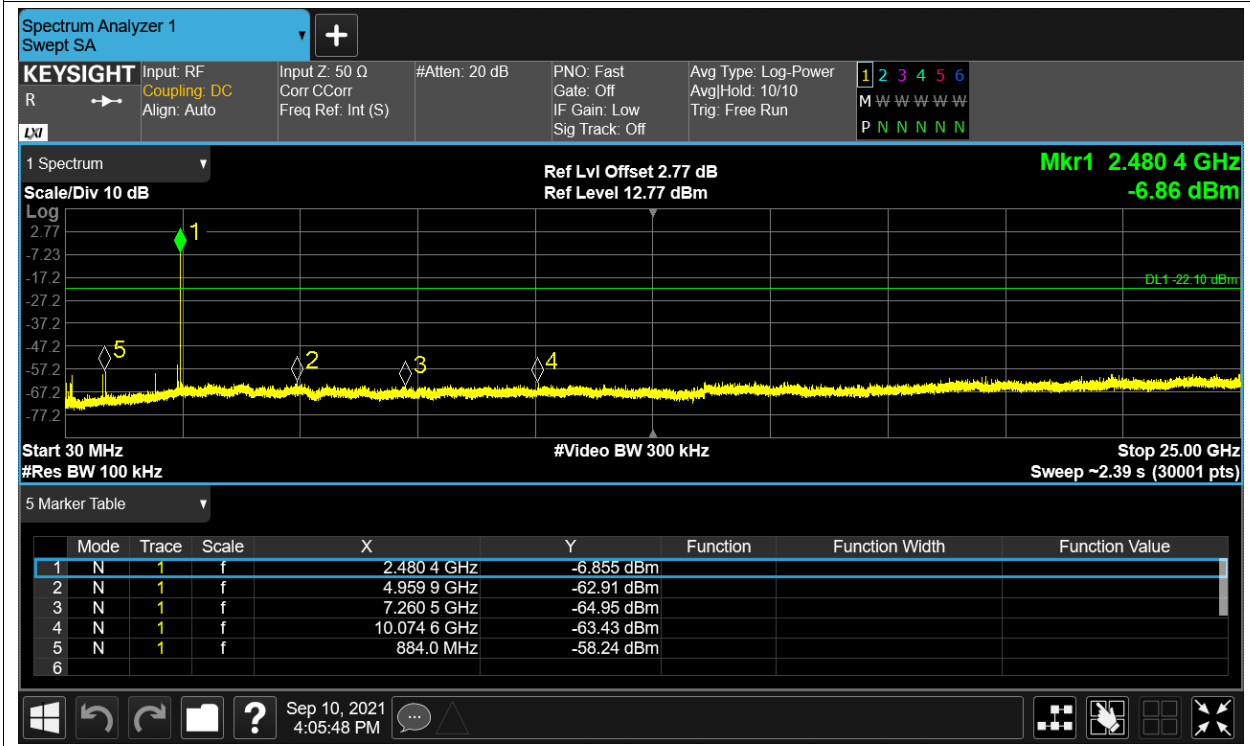 Spectrum Analyzer 1
Swept SA
KEYSIGHT
R
LXI
Input: RF
Coupling: DC
Align: Auto
Input Z: 50 Ω
Corr CCorr
Freq Ref: Int (S)
#Atten: 20 dB
PNO: Fast
Gate: Off
IF Gain: Low
Sig Track: Off
Avg Type: Log-Power
Avg|Hold: 10/10
Trig: Free Run
1 2 3 4 5 6
M W W W W W
P N N N N N
1 Spectrum
Scale/Div 10 dB
Ref Lvl Offset 2.77 dB
Ref Level 12.77 dBm
Mkr1 2.480 4 GHz
-6.86 dBm
Log
2.77
-7.23
-17.2
-27.2
-37.2
-47.2
-57.2
-67.2
-77.2
1
DL1 -22.10 dBm
5
2
3
4
Start 30 MHz
#Res BW 100 kHz
#Video BW 300 kHz
Stop 25.00 GHz
Sweep ~2.39 s (30001 pts)
5 Marker Table
Mode Trace Scale X Y Function Function Width Function Value
1 N 1 f 2.480 4 GHz -6.855 dBm
2 N 1 f 4.959 9 GHz -62.91 dBm
3 N 1 f 7.260 5 GHz -64.95 dBm
4 N 1 f 10.074 6 GHz -63.43 dBm
5 N 1 f 884.0 MHz -58.24 dBm
6
?
Sep 10, 2021
4:05:48 PM